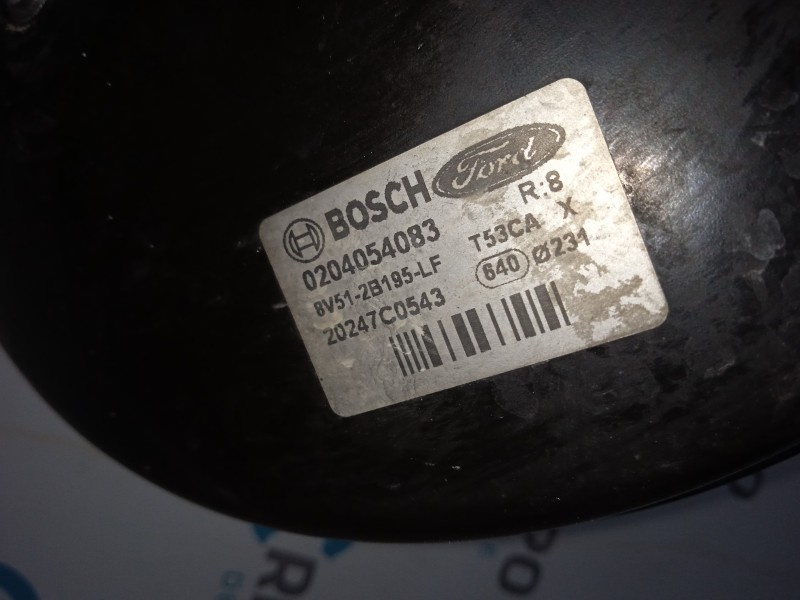 BOSCH Ford
0204054083 R:8
8V51-2B195-LF T53CA X
20247C0543 640 Ø231